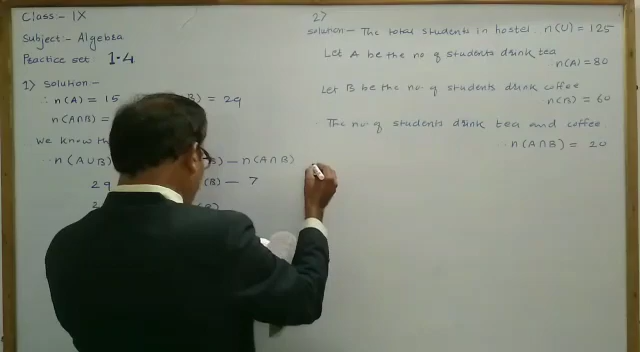 Class:- IX
Subject:- Algebra
Practice set 1.4
1) Solution -
∴ n(A) = 15 B) = 29
n(A∩B) =
We know th
∴ n(A∪B) B) - n(A∩B)
29 (B) - 7
2 (B)
2)
Solution - The total students in hostel n(U) = 125
Let A be the no of students drink tea
∴ n(A) = 80
Let B be the no. of students drink coffee
n(B) = 60
The no of students drink tea and coffee
∴ n(A∩B) = 20